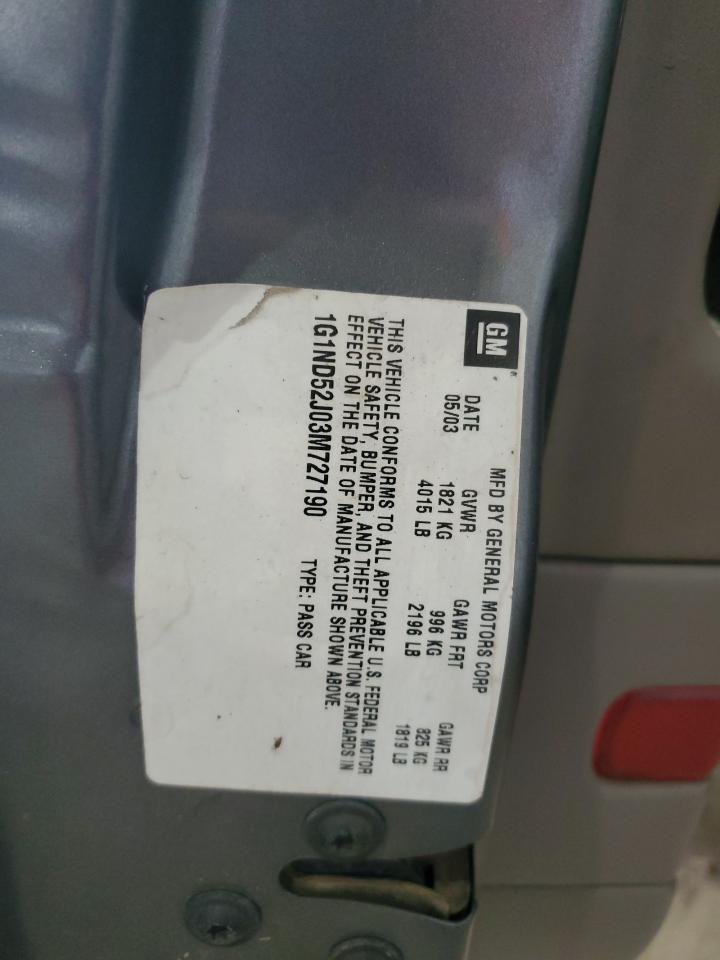 GM
MFD BY GENERAL MOTORS CORP
DATE GVWR GAWR FRT GAWR RR
05/03 1821 KG 996 KG 825 KG
4015 LB 2196 LB 1819 LB
THIS VEHICLE CONFORMS TO ALL APPLICABLE U.S. FEDERAL MOTOR
VEHICLE SAFETY, BUMPER, AND THEFT PREVENTION STANDARDS IN
EFFECT ON THE DATE OF MANUFACTURE SHOWN ABOVE.
1G1ND52J03M727190 TYPE: PASS CAR